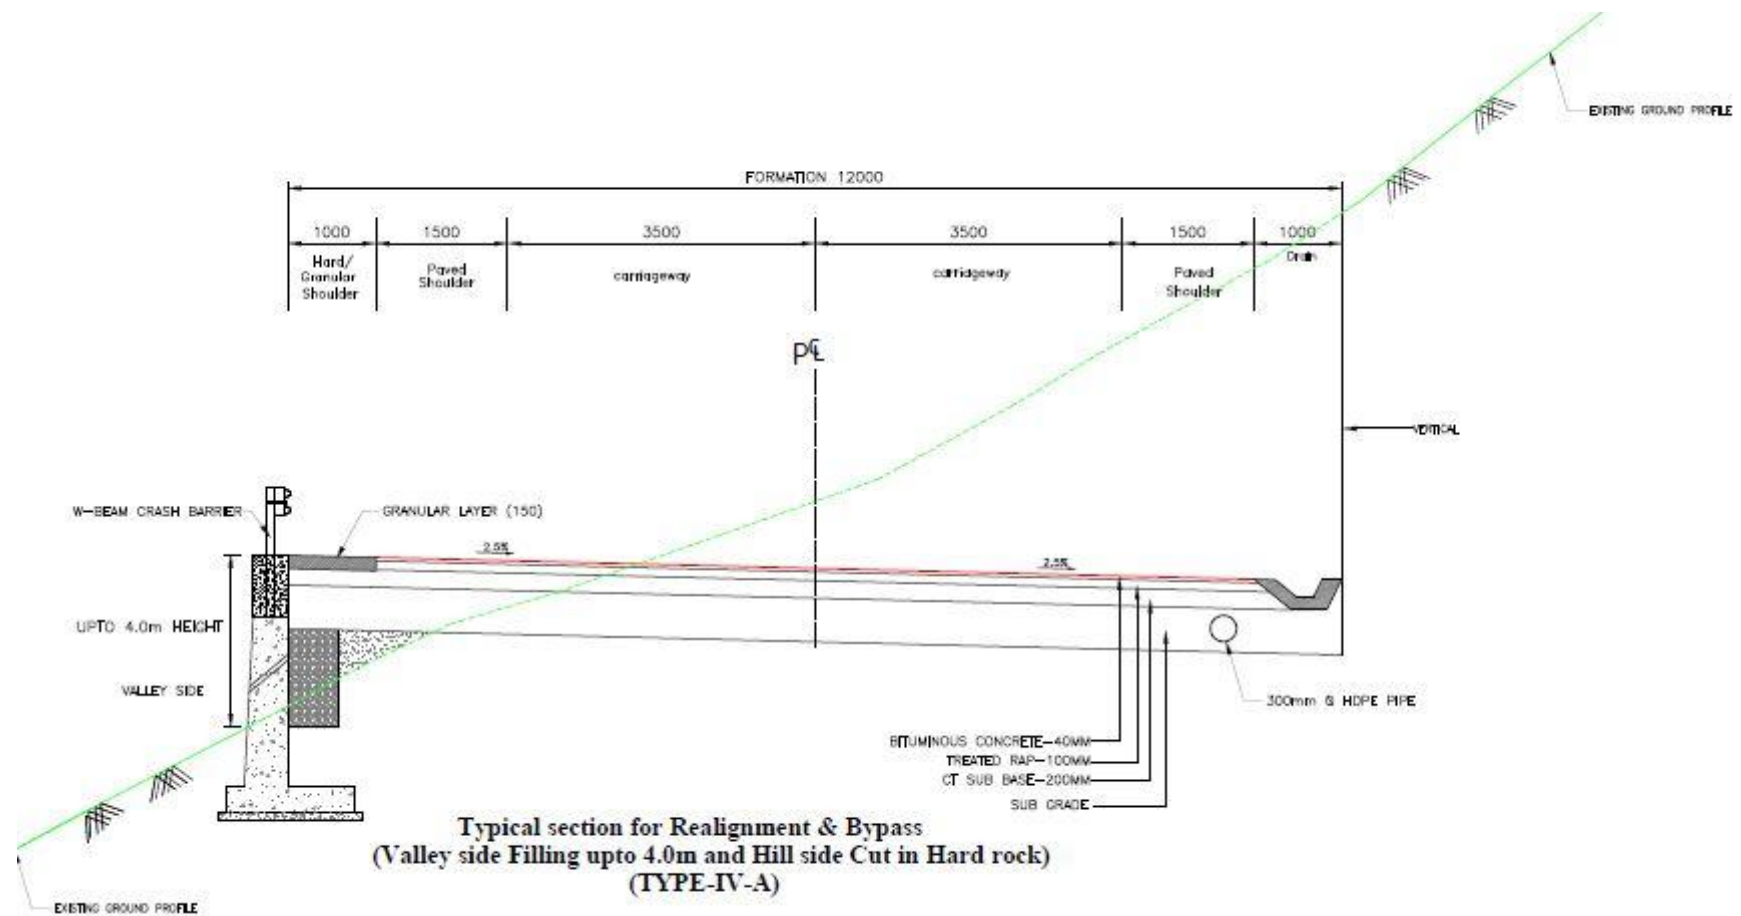 EXISTING GROUND PROFILE
FORMATION 12000
1000
1500
3500
3500
1500
1000
Hard/
Granular
Shoulder
Paved
Shoulder
carriageway
carridgeway
Paved
Shoulder
Drain
P℄
VERTICAL
W-BEAM CRASH BARRIER
GRANULAR LAYER (150)
2.5%
2.5%
UPTO 4.0m HEIGHT
VALLEY SIDE
300mm G HDPE PIPE
BITUMINOUS CONCRETE-40MM
TREATED RAP-100MM
CT SUB BASE-200MM
SUB GRADE
Typical section for Realignment & Bypass
(Valley side Filling upto 4.0m and Hill side Cut in Hard rock)
(TYPE-IV-A)
EXISTING GROUND PROFILE